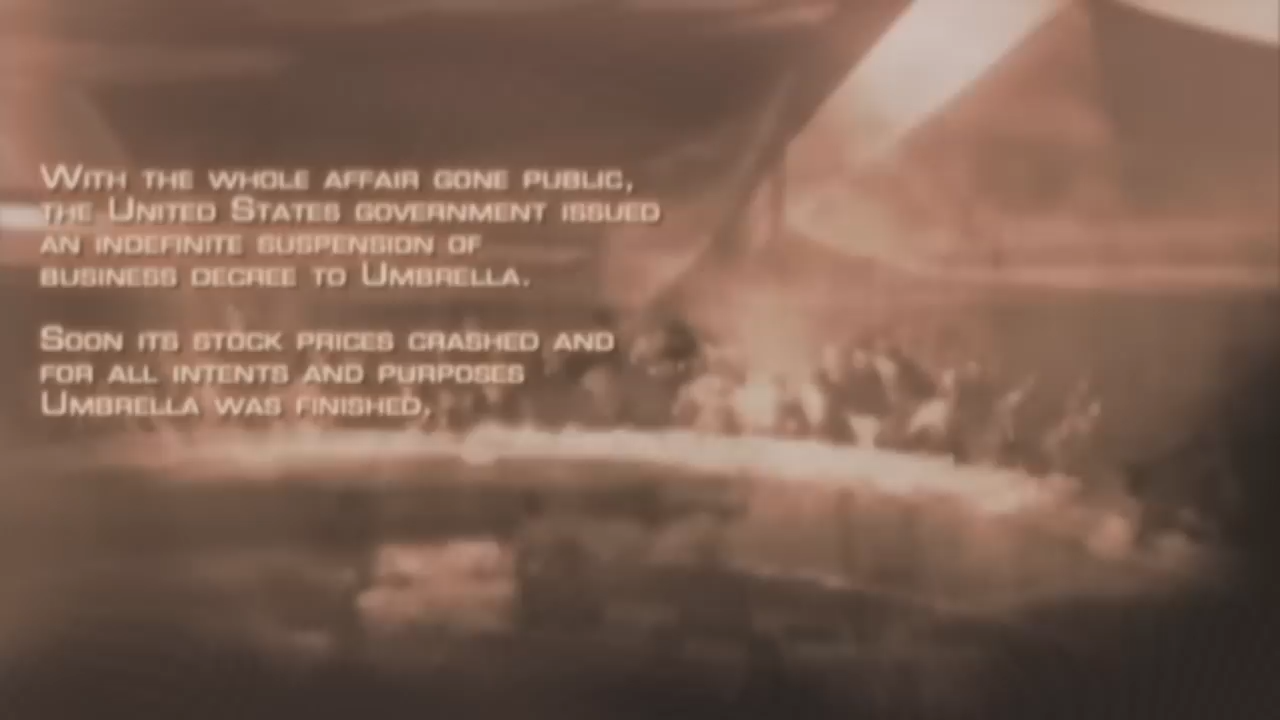 With the whole affair gone public,
the United States government issued
an indefinite suspension of
business decree to Umbrella.
Soon its stock prices crashed and
for all intents and purposes
Umbrella was finished,